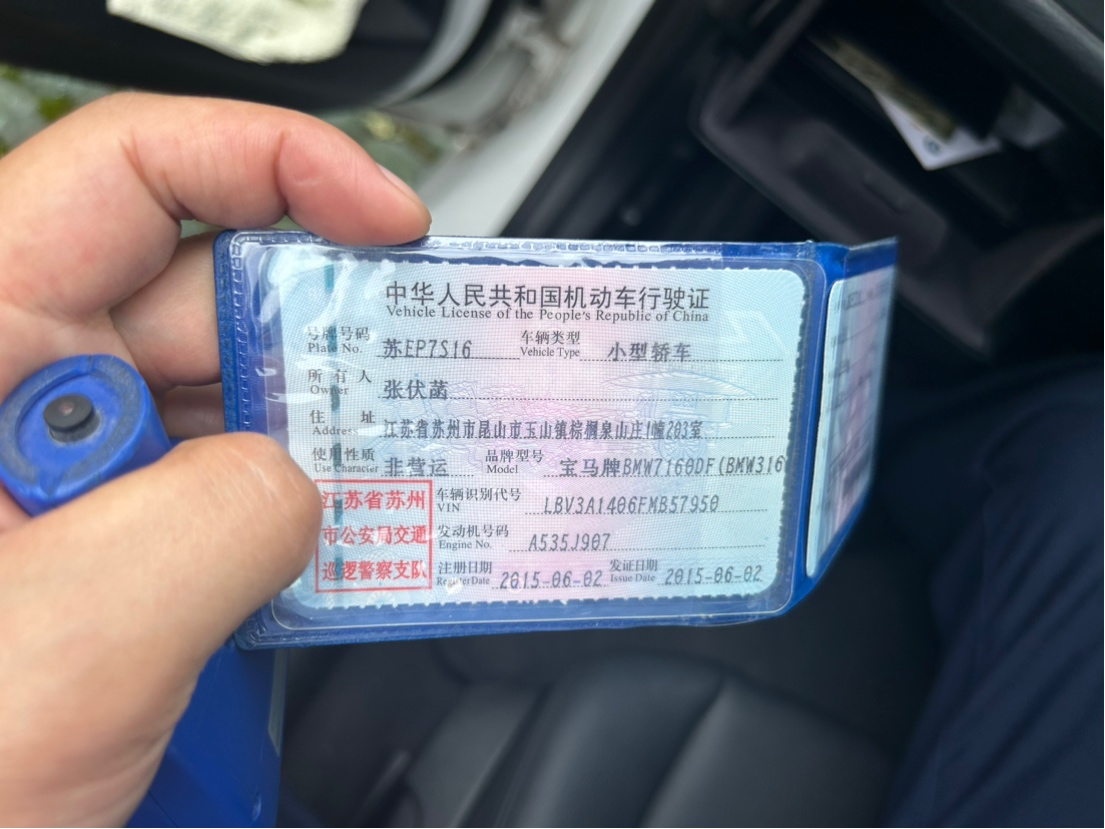 中华人民共和国机动车行驶证
Vehicle License of the People's Republic of China
号牌号码 Plate No. 苏EP7S16 车辆类型 Vehicle Type 小型轿车
所有人 Owner 张伏菡
住址 Address 江苏省苏州市昆山市玉山镇棕榈泉山庄1幢203室
使用性质 Use Character 非营运 品牌型号 Model 宝马牌BMW7160DF(BMW316
江苏省苏州
市公安局交通
巡逻警察支队
车辆识别代号 VIN LBV3A1406FMB57950
发动机号码 Engine No. A535J907
注册日期 Register Date 2015-06-02 发证日期 Issue Date 2015-06-02